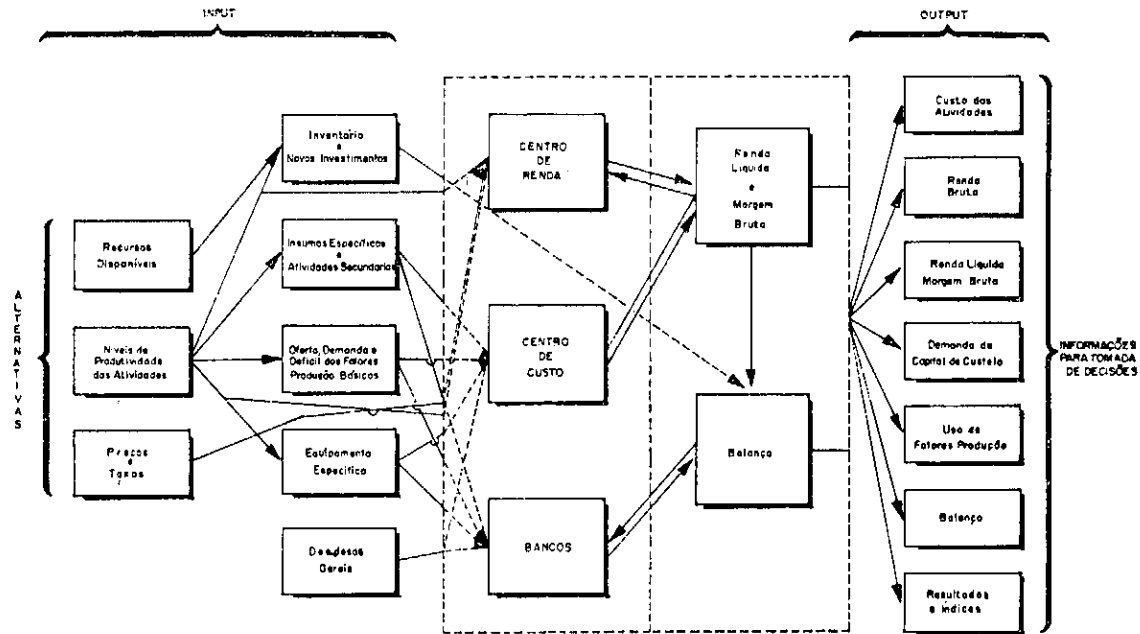 INPUT
OUTPUT
ALTERNATIVAS
Recursos
Disponíveis
Níveis de
Produtividade
das Atividades
Preços
e
Taxas
Inventário
e
Novos Investimentos
Insumos Específicos
e
Atividades Secundarias
Oferta, Demanda e
Deficit dos Fatores
Produção Básicos
Equipamento
Específico
Despesas
Gerais
CENTRO
DE
RENDA
CENTRO
DE
CUSTO
BANCOS
Renda
Líquida
e
Margem
Bruta
Balanço
Custo das
Atividades
Renda
Bruta
Renda Líquida
Margem Bruta
Demanda de
Capital de Custeio
Uso de
Fatores Produção
Balanço
Resultados
e Índices
INFORMAÇÕES
PARA TOMADA
DE DECISÕES